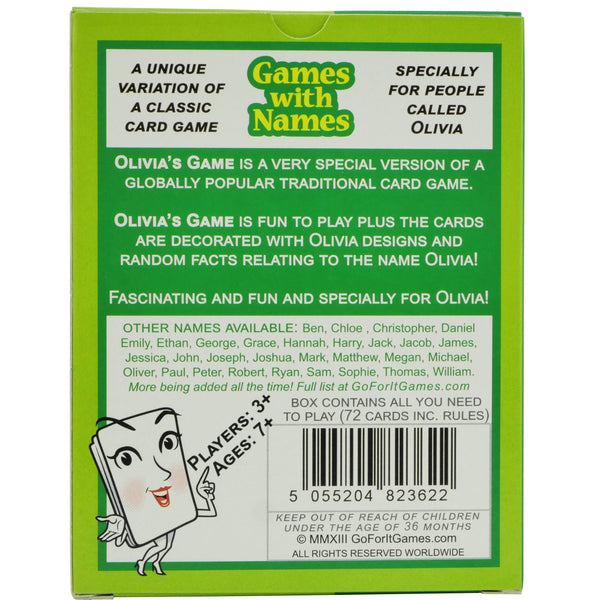 A UNIQUE
VARIATION OF
A CLASSIC
CARD GAME
Games
with
Names
SPECIALLY
FOR PEOPLE
CALLED
OLIVIA
OLIVIA'S GAME IS A VERY SPECIAL VERSION OF A
GLOBALLY POPULAR TRADITIONAL CARD GAME.
OLIVIA'S GAME IS FUN TO PLAY PLUS THE CARDS
ARE DECORATED WITH OLIVIA DESIGNS AND
RANDOM FACTS RELATING TO THE NAME OLIVIA!
FASCINATING AND FUN AND SPECIALLY FOR OLIVIA!
OTHER NAMES AVAILABLE: Ben, Chloe , Christopher, Daniel
Emily, Ethan, George, Grace, Hannah, Harry, Jack, Jacob, James,
Jessica, John, Joseph, Joshua, Mark, Matthew, Megan, Michael,
Oliver, Paul, Peter, Robert, Ryan, Sam, Sophie, Thomas, William.
More being added all the time! Full list at GoForItGames.com
BOX CONTAINS ALL YOU NEED
TO PLAY (72 CARDS INC. RULES)
PLAYERS: 3+
AGES: 7+
5 055204 823622
KEEP OUT OF REACH OF CHILDREN
UNDER THE AGE OF 36 MONTHS
© MMXIII GoForItGames.com
ALL RIGHTS RESERVED WORLDWIDE